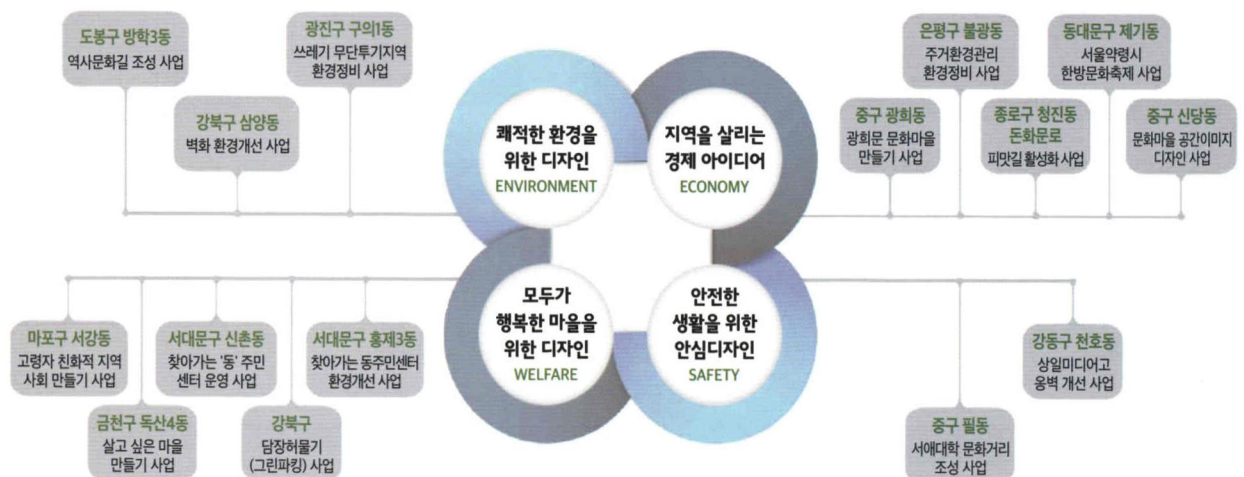 도봉구 방학3동
역사문화길 조성 사업
광진구 구의1동
쓰레기 무단투기지역
환경정비 사업
강북구 삼양동
벽화 환경개선 사업
쾌적한 환경을
위한 디자인
ENVIRONMENT
지역을 살리는
경제 아이디어
ECONOMY
은평구 불광동
주거환경관리
환경정비 사업
동대문구 제기동
서울약령시
한방문화축제 사업
중구 광희동
광희문 문화마을
만들기 사업
종로구 청진동
돈화문로
피맛길 활성화 사업
중구 신당동
문화마을 공간이미지
디자인 사업
모두가
행복한 마을을
위한 디자인
WELFARE
안전한
생활을 위한
안심디자인
SAFETY
마포구 서강동
고령자 친화적 지역
사회 만들기 사업
서대문구 신촌동
찾아가는 '동' 주민
센터 운영 사업
서대문구 홍제3동
찾아가는 동주민센터
환경개선 사업
금천구 독산4동
살고 싶은 마을
만들기 사업
강북구
담장허물기
(그린파킹) 사업
강동구 천호동
상일미디어고
옹벽 개선 사업
중구 필동
서애대학 문화거리
조성 사업